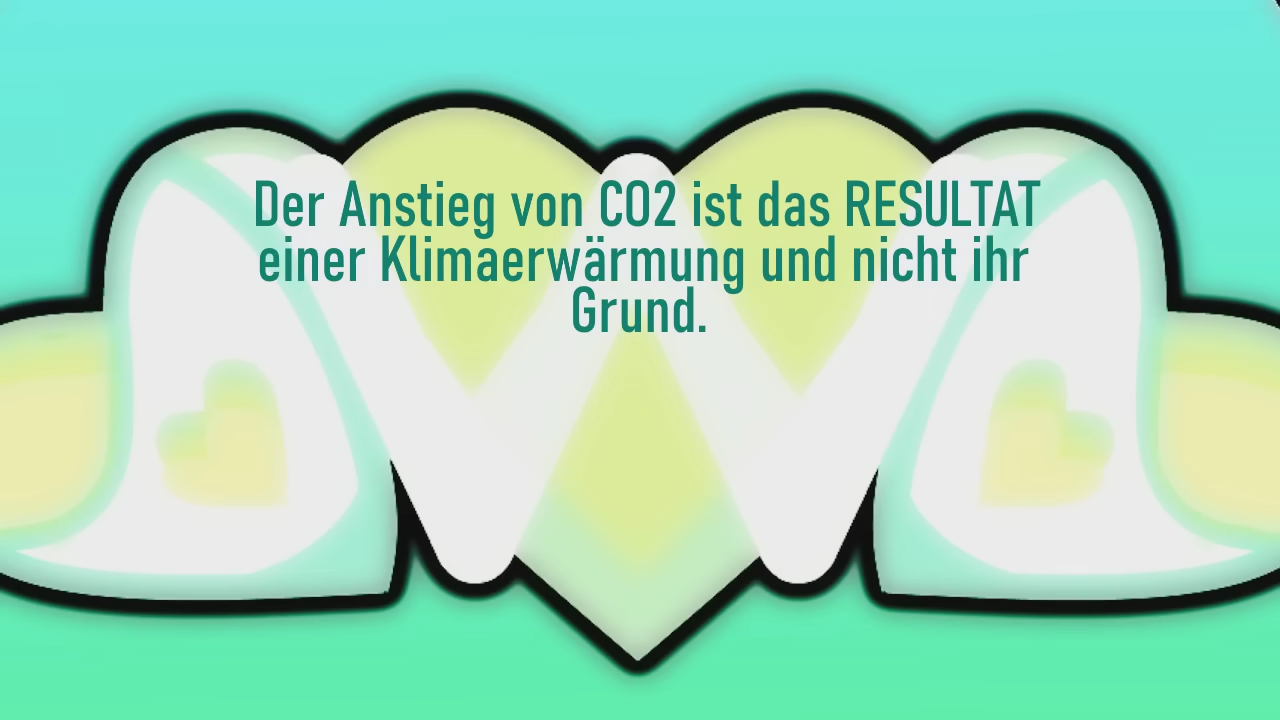 Der Anstieg von CO2 ist das RESULTAT
einer Klimaerwärmung und nicht ihr
Grund.